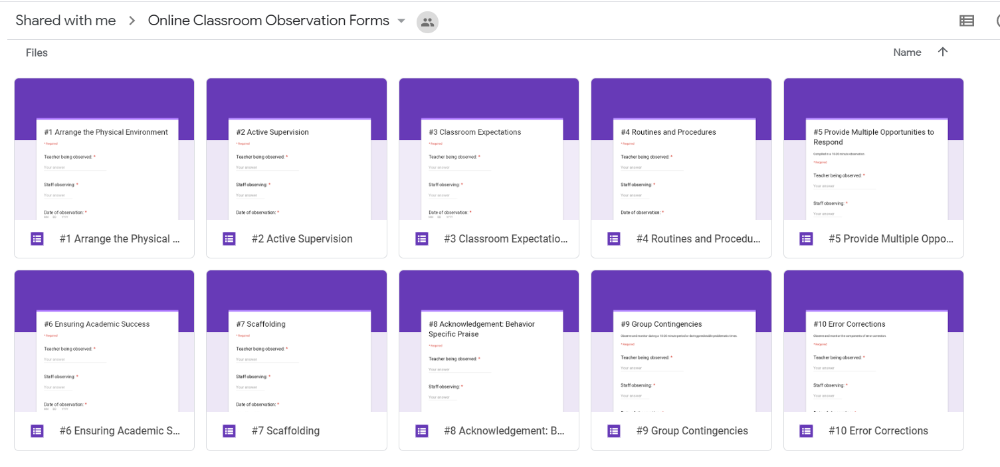 Shared with me > Online Classroom Observation Forms
Files
Name
#1 Arrange the Physical Environment
* Required
Teacher being observed: *
Your answer
Staff observing: *
Your answer
Date of observation: *
MM DD YYYY
#1 Arrange the Physical ...
#2 Active Supervision
* Required
Teacher being observed: *
Your answer
Staff observing: *
Your answer
Date of observation: *
#2 Active Supervision
#3 Classroom Expectations
* Required
Teacher being observed: *
Your answer
Staff observing: *
Your answer
Date of observation: *
MM DD YYYY
#3 Classroom Expectatio...
#4 Routines and Procedures
* Required
Teacher being observed: *
Your answer
Staff observing: *
Your answer
Date of observation: *
#4 Routines and Procedu...
#5 Provide Multiple Opportunities to
Respond
Complied in a 10-20 minute observation
* Required
Teacher being observed: *
Your answer
Staff observing: *
Your answer
#5 Provide Multiple Oppo...
#6 Ensuring Academic Success
* Required
Teacher being observed: *
Your answer
Staff observing: *
Your answer
Date of observation: *
MM DD YYYY
#6 Ensuring Academic S...
#7 Scaffolding
* Required
Teacher being observed: *
Your answer
Staff observing: *
Your answer
Date of observation: *
#7 Scaffolding
#8 Acknowledgement: Behavior
Specific Praise
* Required
Teacher being observed: *
Your answer
Staff observing: *
Your answer
#8 Acknowledgement: B...
#9 Group Contingencies
Observe and monitor during a 10-20 minute period or during predictable problematic times.
* Required
Teacher being observed: *
Your answer
Staff observing: *
Your answer
#9 Group Contingencies
#10 Error Corrections
Observe and monitor the components of error correction.
* Required
Teacher being observed: *
Your answer
Staff observing: *
Your answer
#10 Error Corrections